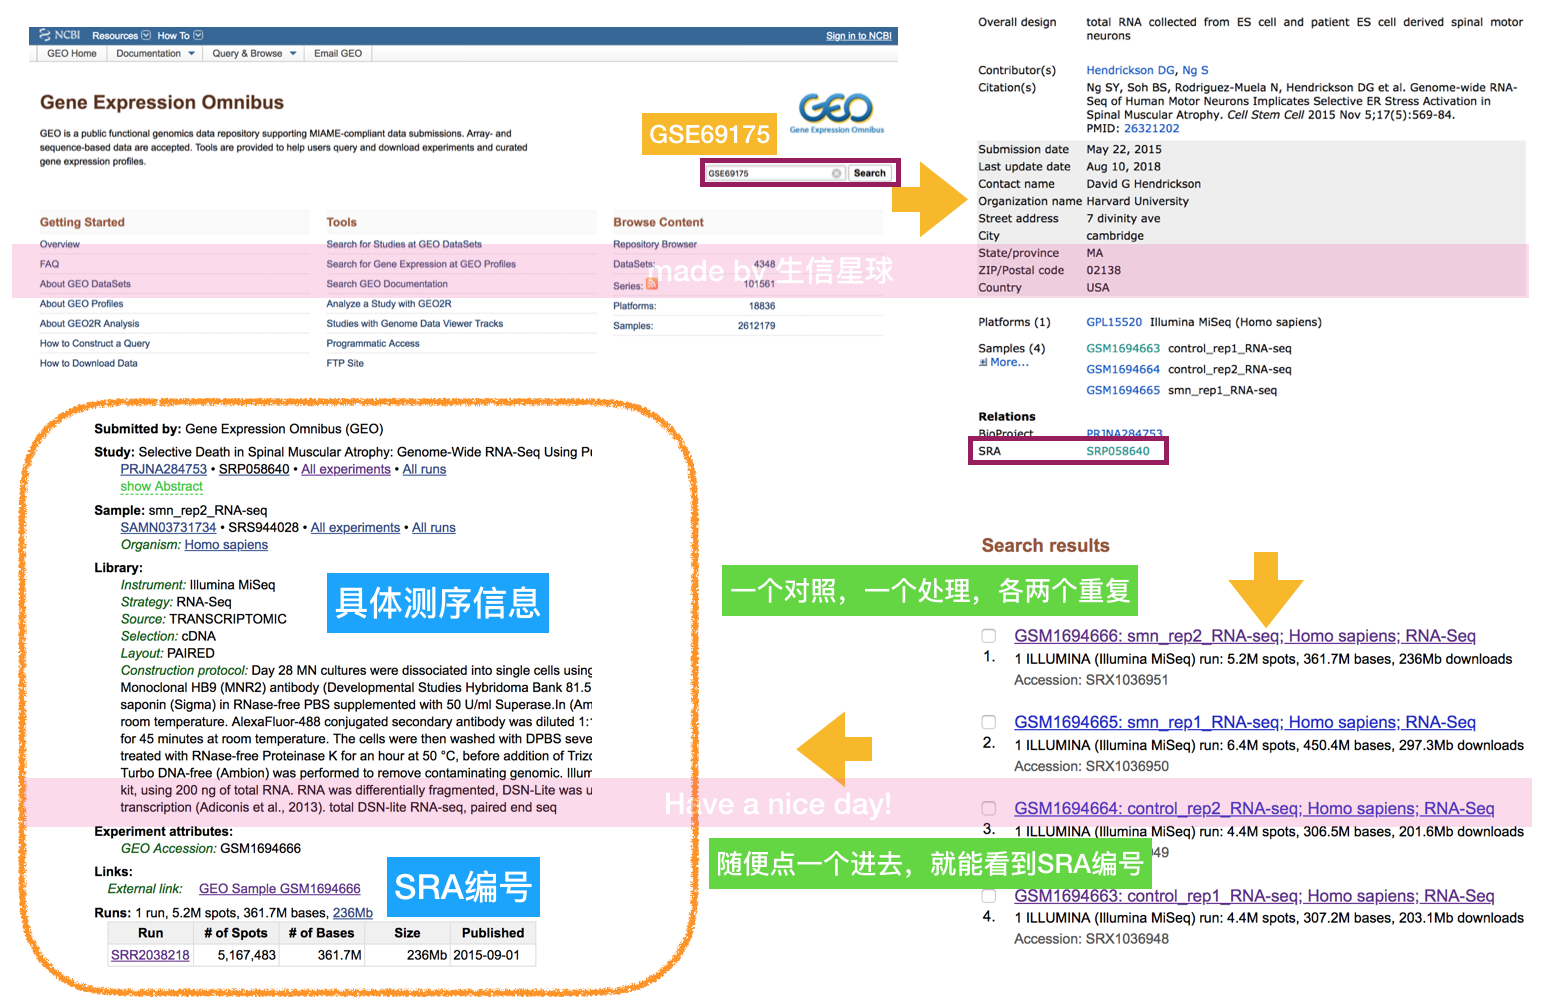 NCBI Resources How To Sign in to NCBI
GEO Home Documentation Query & Browse Email GEO
Gene Expression Omnibus
GEO is a public functional genomics data repository supporting MIAME-compliant data submissions. Array- and
sequence-based data are accepted. Tools are provided to help users query and download experiments and curated
gene expression profiles.
GEO
Gene Expression Omnibus
GSE69175
GSE69175 Search
Getting Started
Overview
FAQ
About GEO DataSets
About GEO Profiles
About GEO2R Analysis
How to Construct a Query
How to Download Data
Tools
Search for Studies at GEO DataSets
Search for Gene Expression at GEO Profiles
Search GEO Documentation
Analyze a Study with GEO2R
Studies with Genome Data Viewer Tracks
Programmatic Access
FTP Site
Browse Content
Repository Browser
DataSets: 4348
Series: 101561
Platforms: 18836
Samples: 2612179
made by 生信星球
Overall design total RNA collected from ES cell and patient ES cell derived spinal motor
neurons
Contributor(s) Hendrickson DG, Ng S
Citation(s) Ng SY, Soh BS, Rodriguez-Muela N, Hendrickson DG et al. Genome-wide RNA-
Seq of Human Motor Neurons Implicates Selective ER Stress Activation in
Spinal Muscular Atrophy. Cell Stem Cell 2015 Nov 5;17(5):569-84.
PMID: 26321202
Submission date May 22, 2015
Last update date Aug 10, 2018
Contact name David G Hendrickson
Organization name Harvard University
Street address 7 divinity ave
City cambridge
State/province MA
ZIP/Postal code 02138
Country USA
Platforms (1) GPL15520 Illumina MiSeq (Homo sapiens)
Samples (4) GSM1694663 control_rep1_RNA-seq
More... GSM1694664 control_rep2_RNA-seq
GSM1694665 smn_rep1_RNA-seq
Relations
BioProject PRJNA284753
SRA SRP058640
Search results
一个对照，一个处理，各两个重复
GSM1694666: smn_rep2_RNA-seq; Homo sapiens; RNA-Seq
1. 1 ILLUMINA (Illumina MiSeq) run: 5.2M spots, 361.7M bases, 236Mb downloads
Accession: SRX1036951
GSM1694665: smn_rep1_RNA-seq; Homo sapiens; RNA-Seq
2. 1 ILLUMINA (Illumina MiSeq) run: 6.4M spots, 450.4M bases, 297.3Mb downloads
Accession: SRX1036950
GSM1694664: control_rep2_RNA-seq; Homo sapiens; RNA-Seq
3. 1 ILLUMINA (Illumina MiSeq) run: 4.4M spots, 306.5M bases, 201.6Mb downloads
49
GSM1694663: control_rep1_RNA-seq; Homo sapiens; RNA-Seq
4. 1 ILLUMINA (Illumina MiSeq) run: 4.4M spots, 307.2M bases, 203.1Mb downloads
Accession: SRX1036948
Have a nice day!
随便点一个进去，就能看到SRA编号
Submitted by: Gene Expression Omnibus (GEO)
Study: Selective Death in Spinal Muscular Atrophy: Genome-Wide RNA-Seq Using
PRJNA284753 • SRP058640 • All experiments • All runs
show Abstract
Sample: smn_rep2_RNA-seq
SAMN03731734 • SRS944028 • All experiments • All runs
Organism: Homo sapiens
Library:
Instrument: Illumina MiSeq
Strategy: RNA-Seq
Source: TRANSCRIPTOMIC
Selection: cDNA
Layout: PAIRED
Construction protocol: Day 28 MN cultures were dissociated into single cells using
Monoclonal HB9 (MNR2) antibody (Developmental Studies Hybridoma Bank 81.5
saponin (Sigma) in RNase-free PBS supplemented with 50 U/ml Superase.In (Am
room temperature. AlexaFluor-488 conjugated secondary antibody was diluted 1:
for 45 minutes at room temperature. The cells were then washed with DPBS seve
treated with RNase-free Proteinase K for an hour at 50 °C, before addition of Trizo
Turbo DNA-free (Ambion) was performed to remove contaminating genomic. Illum
kit, using 200 ng of total RNA. RNA was differentially fragmented, DSN-Lite was u
transcription (Adiconis et al., 2013). total DSN-lite RNA-seq, paired end seq
Experiment attributes:
GEO Accession: GSM1694666
Links:
External link: GEO Sample GSM1694666
Runs: 1 run, 5.2M spots, 361.7M bases, 236Mb
Run # of Spots # of Bases Size Published
SRR2038218 5,167,483 361.7M 236Mb 2015-09-01
具体测序信息
SRA编号